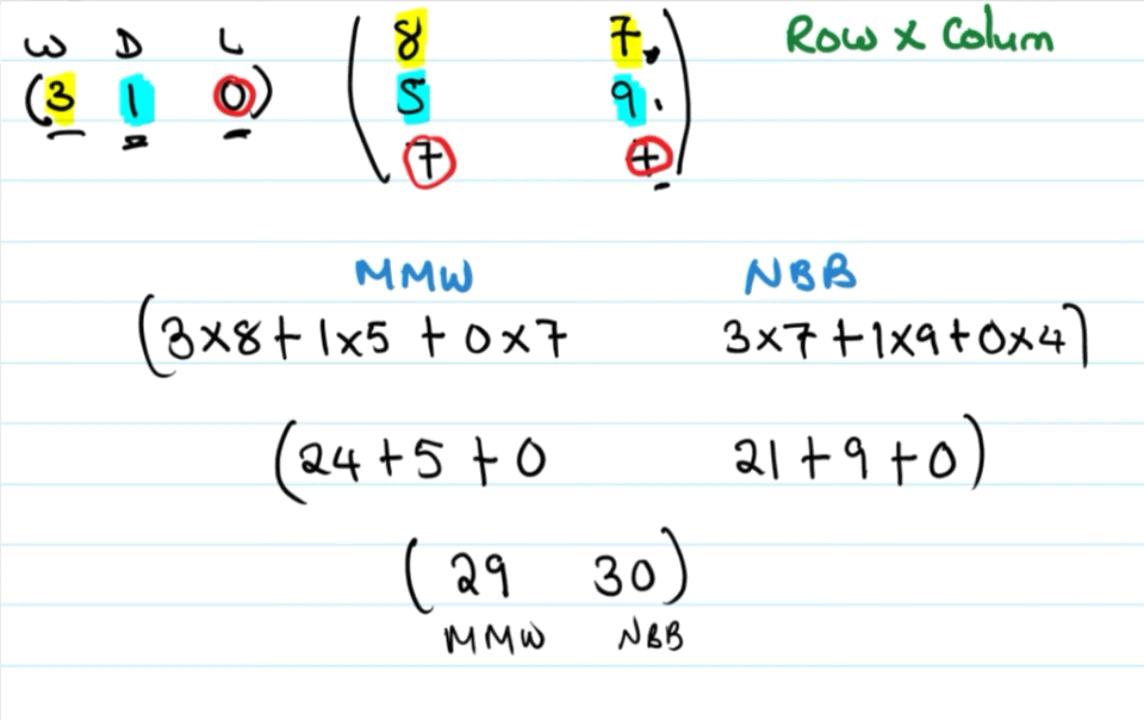 W D L
(3 1 0) (8 7) Row x Colum
5 9
7 4
MMW NBB
(3x8+1x5+0x7 3x7+1x9+0x4)
(24+5+0 21+9+0)
(29 30)
MMW NBB